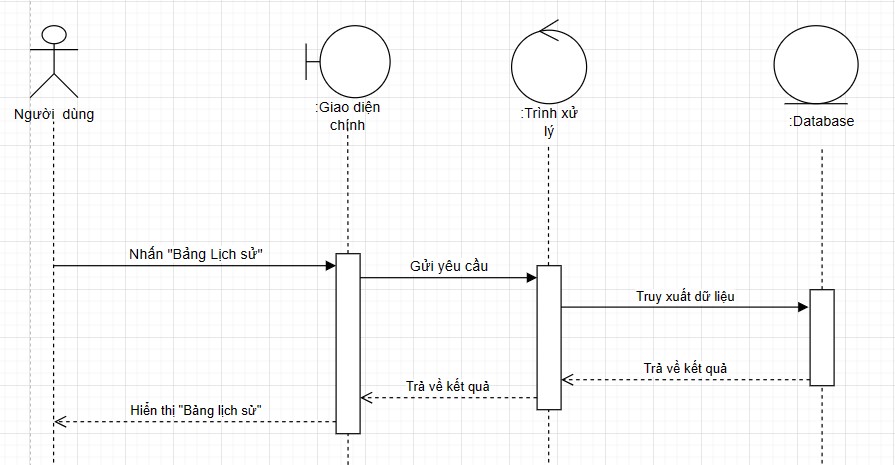 Người dùng
:Giao diện
chính
:Trình xử
lý
:Database
Nhấn "Bảng Lịch sử"
Gửi yêu cầu
Truy xuất dữ liệu
Trả về kết quả
Trả về kết quả
Hiển thị "Bảng lịch sử"